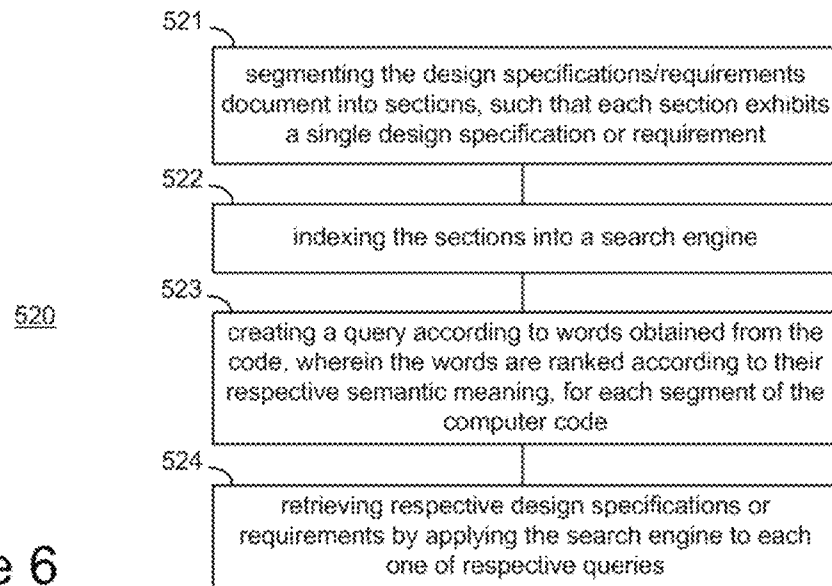 521
segmenting the design specifications/requirements
document into sections, such that each section exhibits
a single design specification or requirement
522
indexing the sections into a search engine
520
523
creating a query according to words obtained from the
code, wherein the words are ranked according to their
respective semantic meaning, for each segment of the
computer code
524
retrieving respective design specifications or
requirements by applying the search engine to each
one of respective queries
e 6